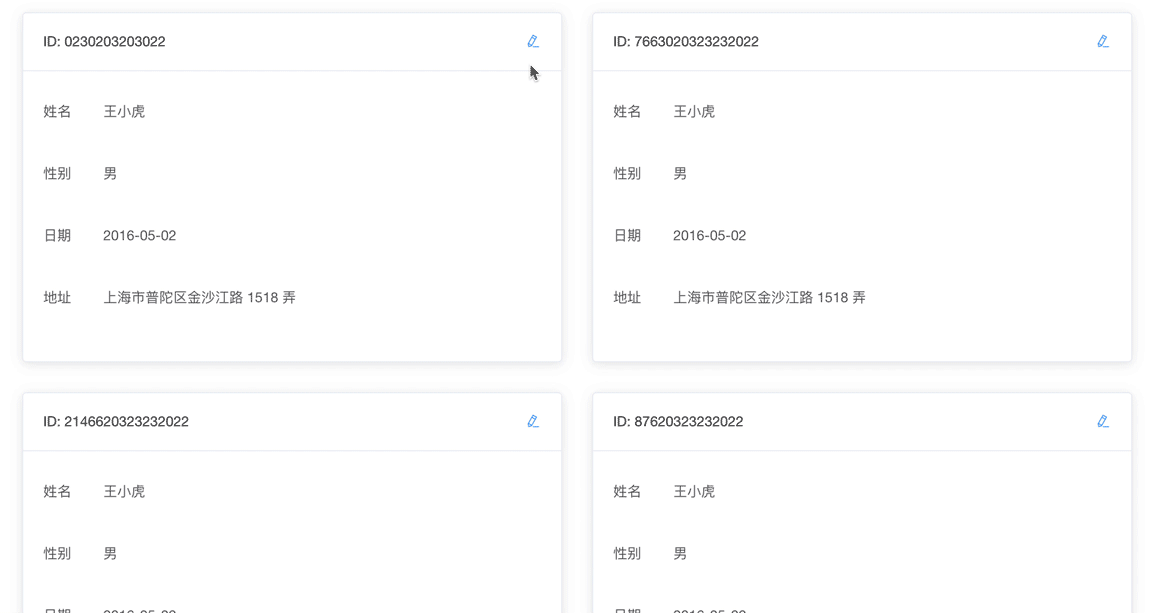 ID: 0230203203022
姓名 王小虎
性别 男
日期 2016-05-02
地址 上海市普陀区金沙江路 1518 弄
ID: 7663020323232022
姓名 王小虎
性别 男
日期 2016-05-02
地址 上海市普陀区金沙江路 1518 弄
ID: 2146620323232022
姓名 王小虎
性别 男
ID: 87620323232022
姓名 王小虎
性别 男